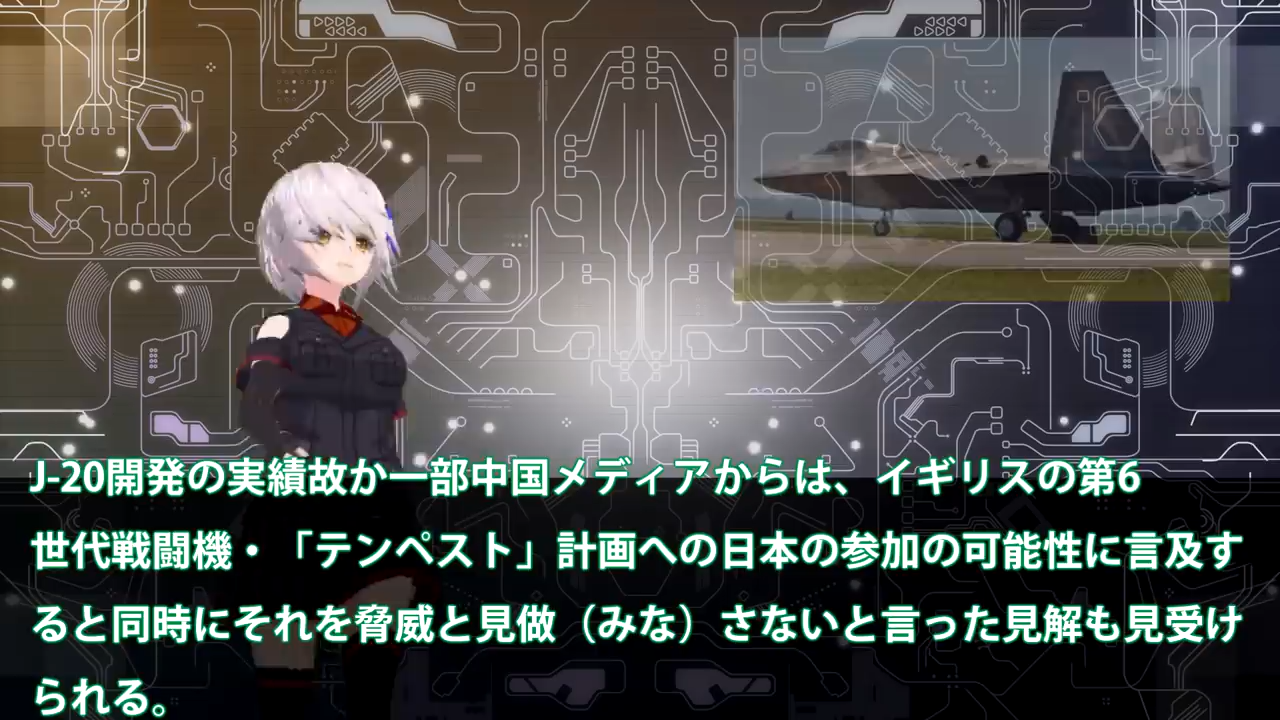 J-20開発の実績故か一部中国メディアからは、イギリスの第6
世代戦闘機・「テンペスト」計画への日本の参加の可能性に言及す
ると同時にそれを脅威と見做（みな）さないと言った見解も見受け
られる。